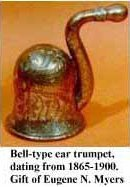 Bell-type ear trumpet,
dating from 1865-1900.
Gift of Eugene N. Myers